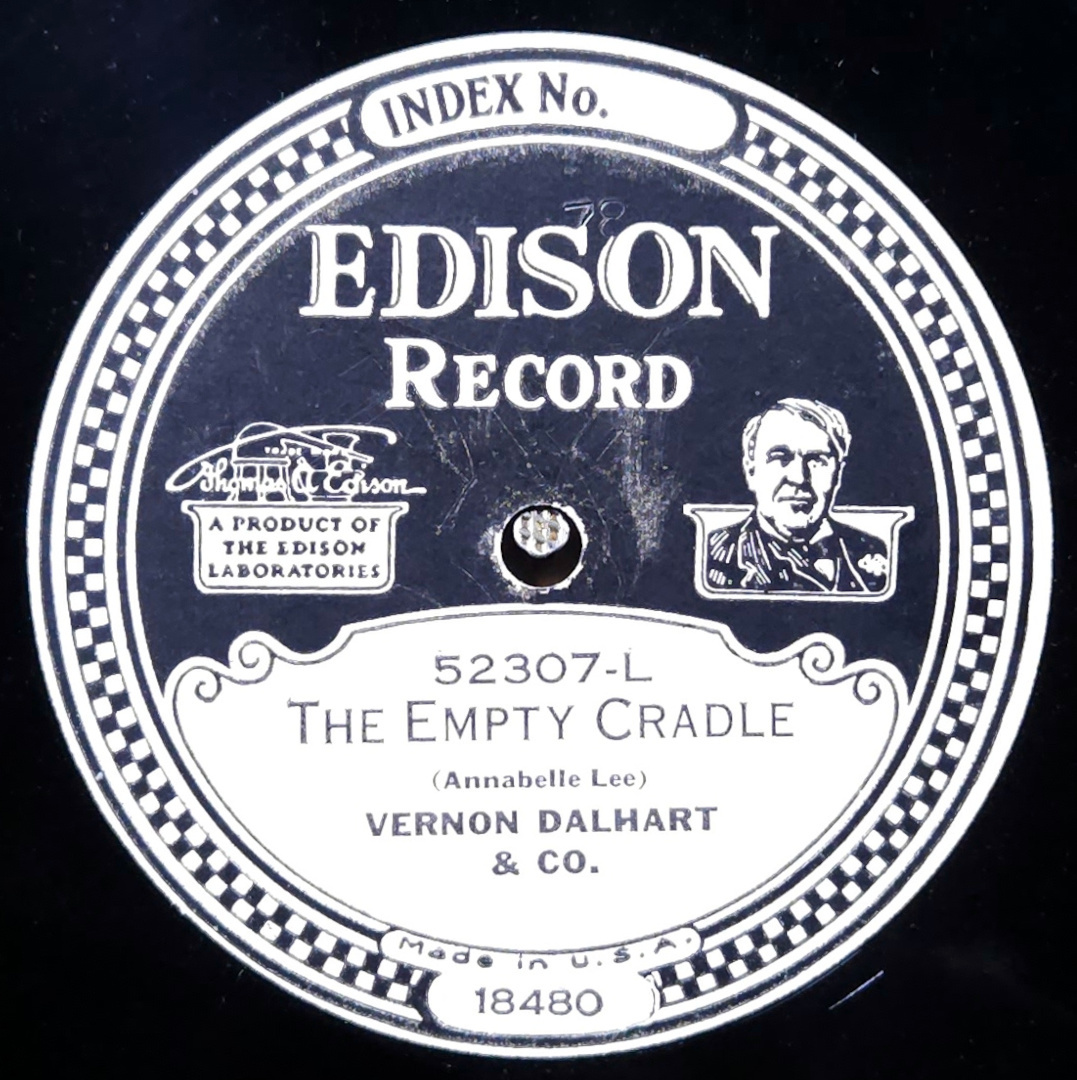 INDEX No.
78
EDISON
RECORD
Thomas A Edison
A PRODUCT OF
THE EDISON
LABORATORIES
52307-L
THE EMPTY CRADLE
(Annabelle Lee)
VERNON DALHART
& CO.
Made in U.S.A.
18480